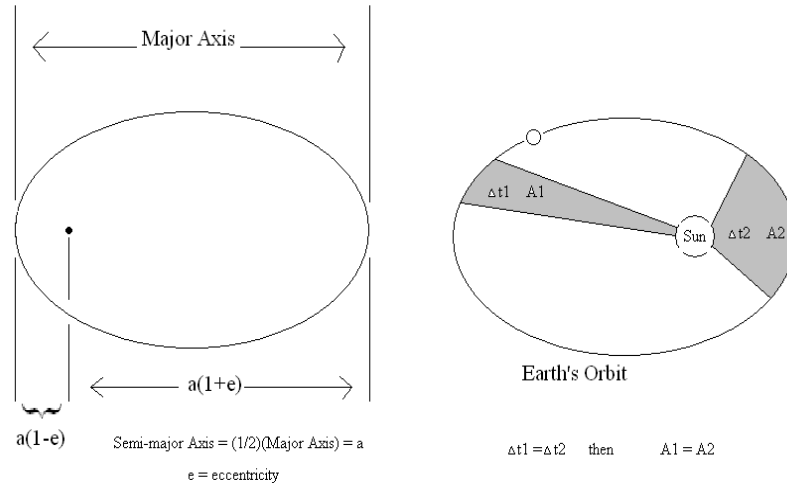 Major Axis
a(1+e)
a(1-e)
Semi-major Axis = (1/2)(Major Axis) = a
e = eccentricity
Δt1 A1
Sun
Δt2 A2
Earth's Orbit
Δt1 =Δt2 then A1 = A2